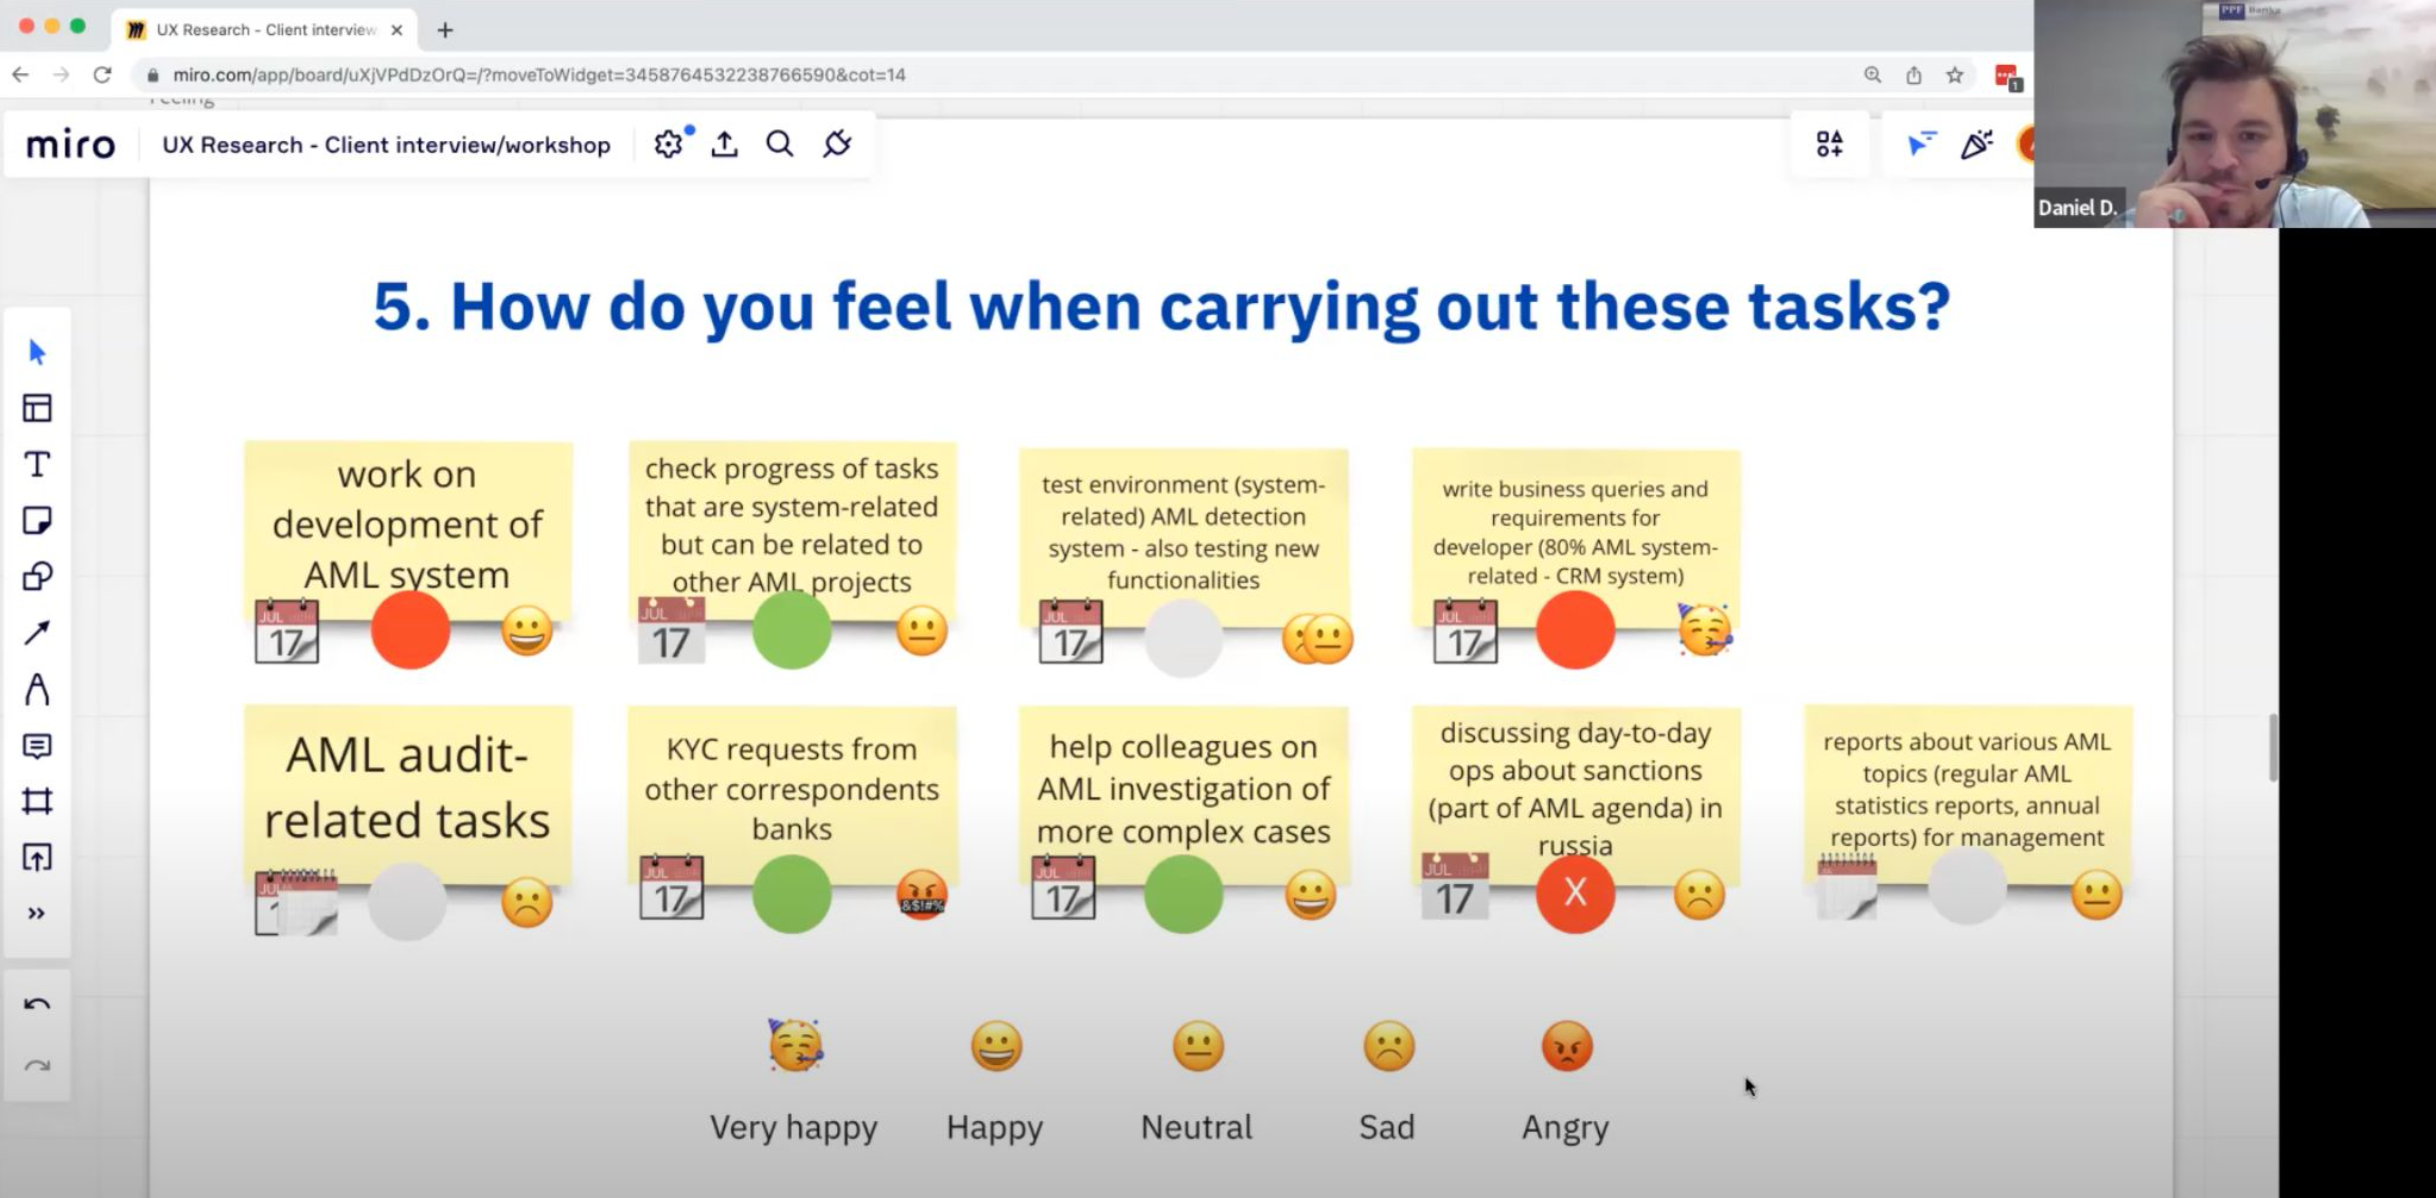 UX Research - Client interview
miro.com/app/board/uXjVPdDzOrQ=/?moveToWidget=3458764532238766590&cot=14
1
PPF banka
Feeling
miro
UX Research - Client interview/workshop
Daniel D.
5. How do you feel when carrying out these tasks?
work on
development of
AML system
JUL
17
check progress of tasks
that are system-related
but can be related to
other AML projects
JUL
17
test environment (system-
related) AML detection
system - also testing new
functionalities
JUL
17
write business queries and
requirements for
developer (80% AML system-
related - CRM system)
JUL
17
AML audit-
related tasks
JUL
1
KYC requests from
other correspondents
banks
JUL
17
&$!#%
help colleagues on
AML investigation of
more complex cases
JUL
17
discussing day-to-day
ops about sanctions
(part of AML agenda) in
russia
JUL
17
X
reports about various AML
topics (regular AML
statistics reports, annual
reports) for management
Very happy
Happy
Neutral
Sad
Angry